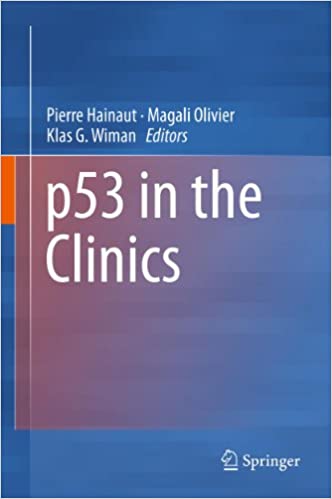 Pierre Hainaut · Magali Olivier
Klas G. Wiman Editors
p53 in the
Clinics
Springer